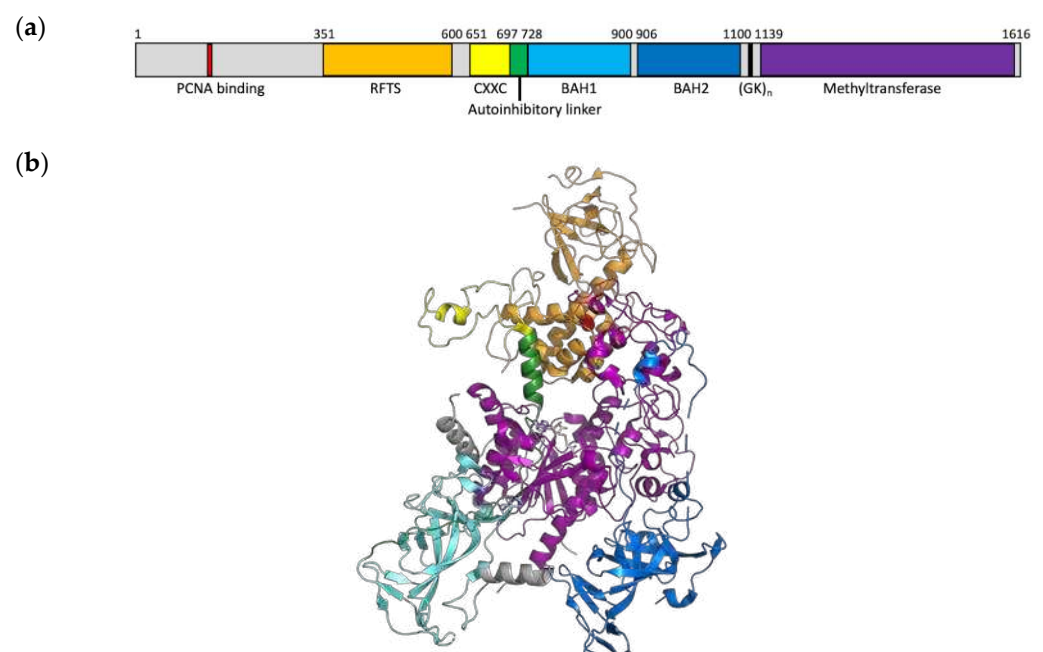 (a)
1 351 600 651 697 728 900 906 1100 1139 1616
PCNA binding RFTS CXXC BAH1 BAH2 (GK)n Methyltransferase
Autoinhibitory linker
(b)